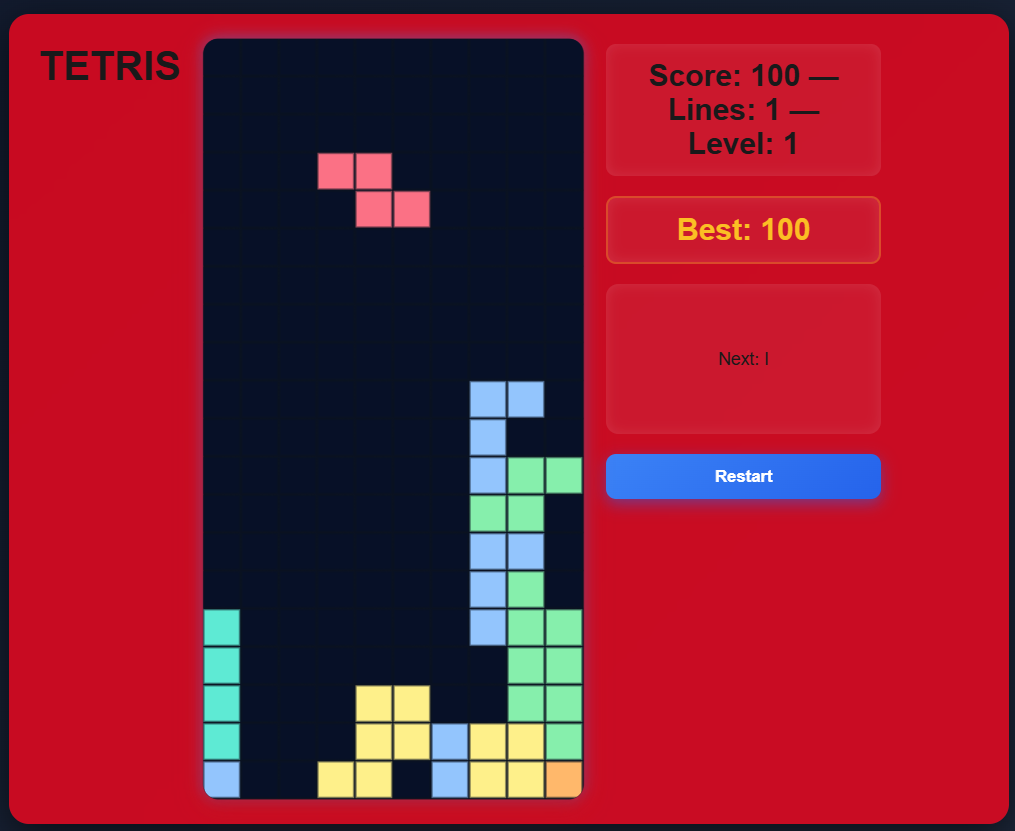 TETRIS
Score: 100 —
Lines: 1 —
Level: 1
Best: 100
Next: I
Restart